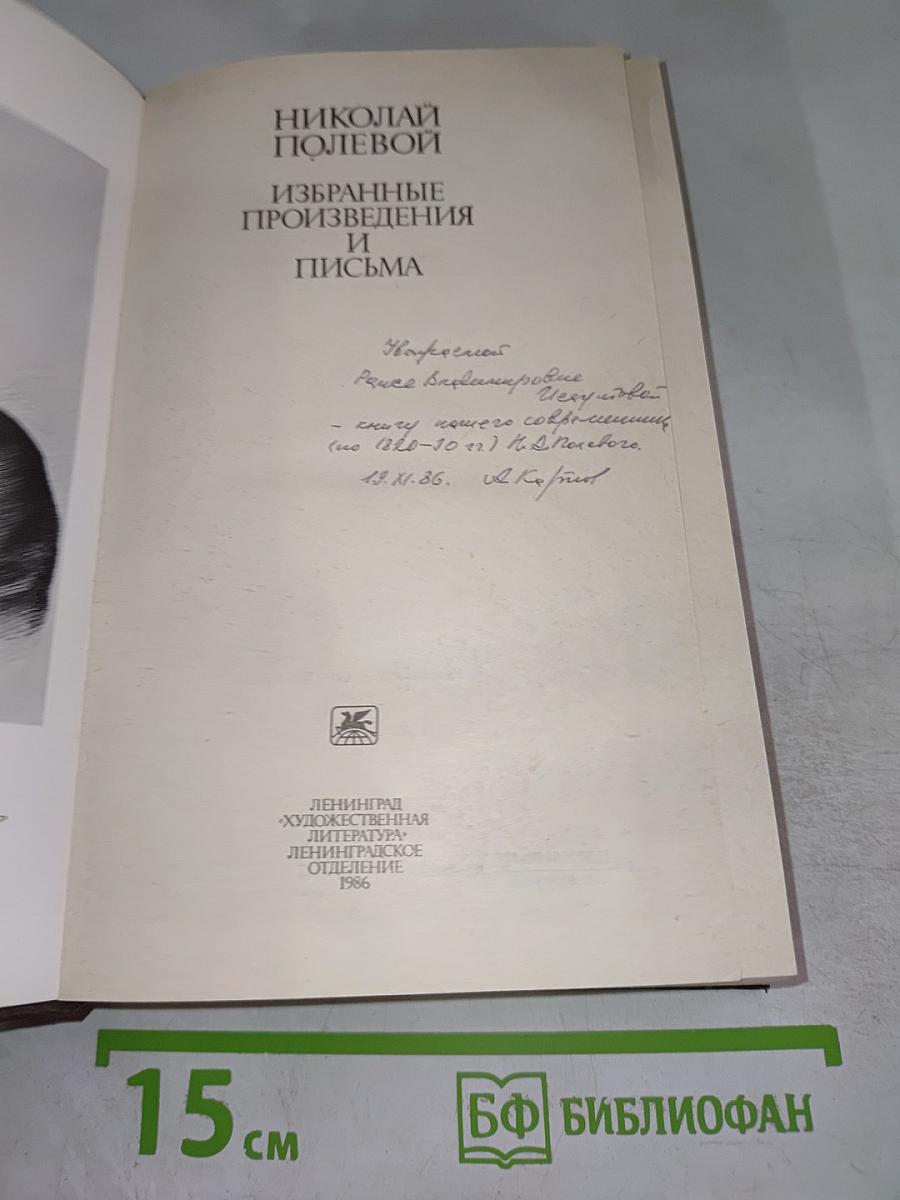 НИКОЛАЙ
ПОЛЕВОЙ
ИЗБРАННЫЕ
ПРОИЗВЕДЕНИЯ
И
ПИСЬМА
Уважаемой
Раисе Владимировне
– книгу нашего современника
(по 1820–30 гг.) Н.А. Полевого.
19.XI.86. А Карпов
ЛЕНИНГРАД
«ХУДОЖЕСТВЕННАЯ
ЛИТЕРАТУРА»
ЛЕНИНГРАДСКОЕ
ОТДЕЛЕНИЕ
1986
15 см
БФ БИБЛИОФАН